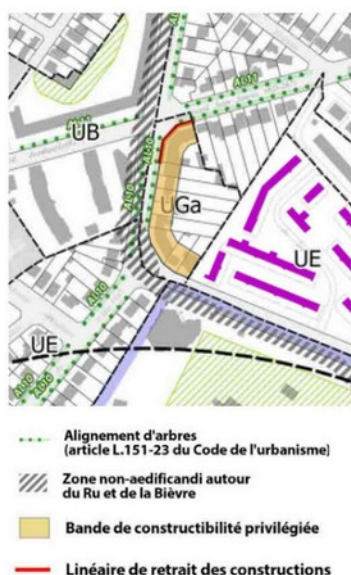 UB
UGa
UE
UE
Alignement d'arbres
(article L.151-23 du Code de l'urbanisme)
Zone non-aedificandi autour
du Ru et de la Bièvre
Bande de constructibilité privilégiée
Linéaire de retrait des constructions